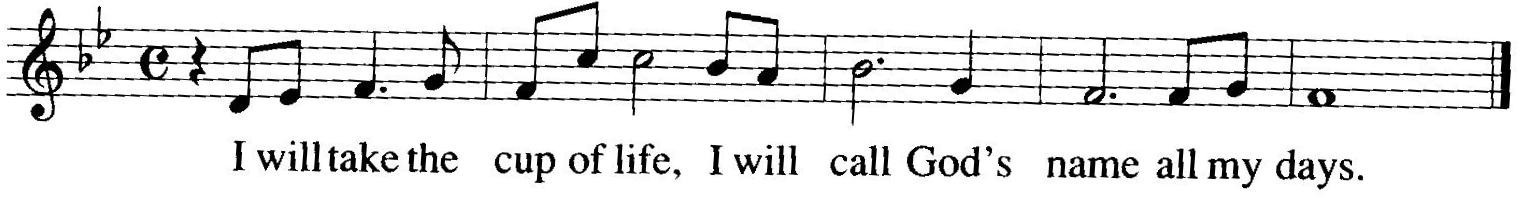 I will take the cup of life, I will call God's name all my days.